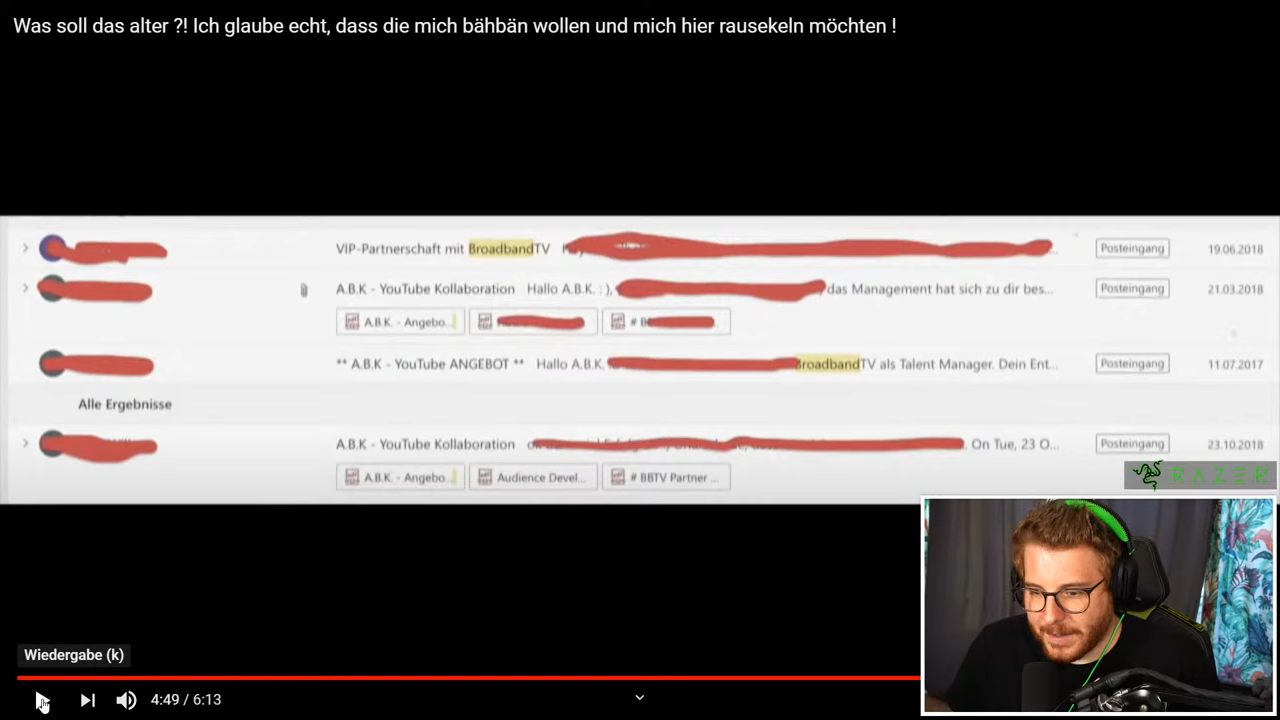 Was soll das alter ?! Ich glaube echt, dass die mich bähbän wollen und mich hier rausekeln möchten !
VIP-Partnerschaft mit BroadbandTV Posteingang 19.06.2018
A.B.K - YouTube Kollaboration Hallo A.B.K. : ), das Management hat sich zu dir bes... Posteingang 21.03.2018
A.B.K. - Angebo... # B
** A.B.K - YouTube ANGEBOT ** Hallo A.B.K. BroadbandTV als Talent Manager. Dein Ent... Posteingang 11.07.2017
Alle Ergebnisse
A.B.K - YouTube Kollaboration On Tue, 23 O... Posteingang 23.10.2018
A.B.K. - Angebo... Audience Devel... # BBTV Partner ...
RAZER
Wiedergabe (k)
4:49 / 6:13